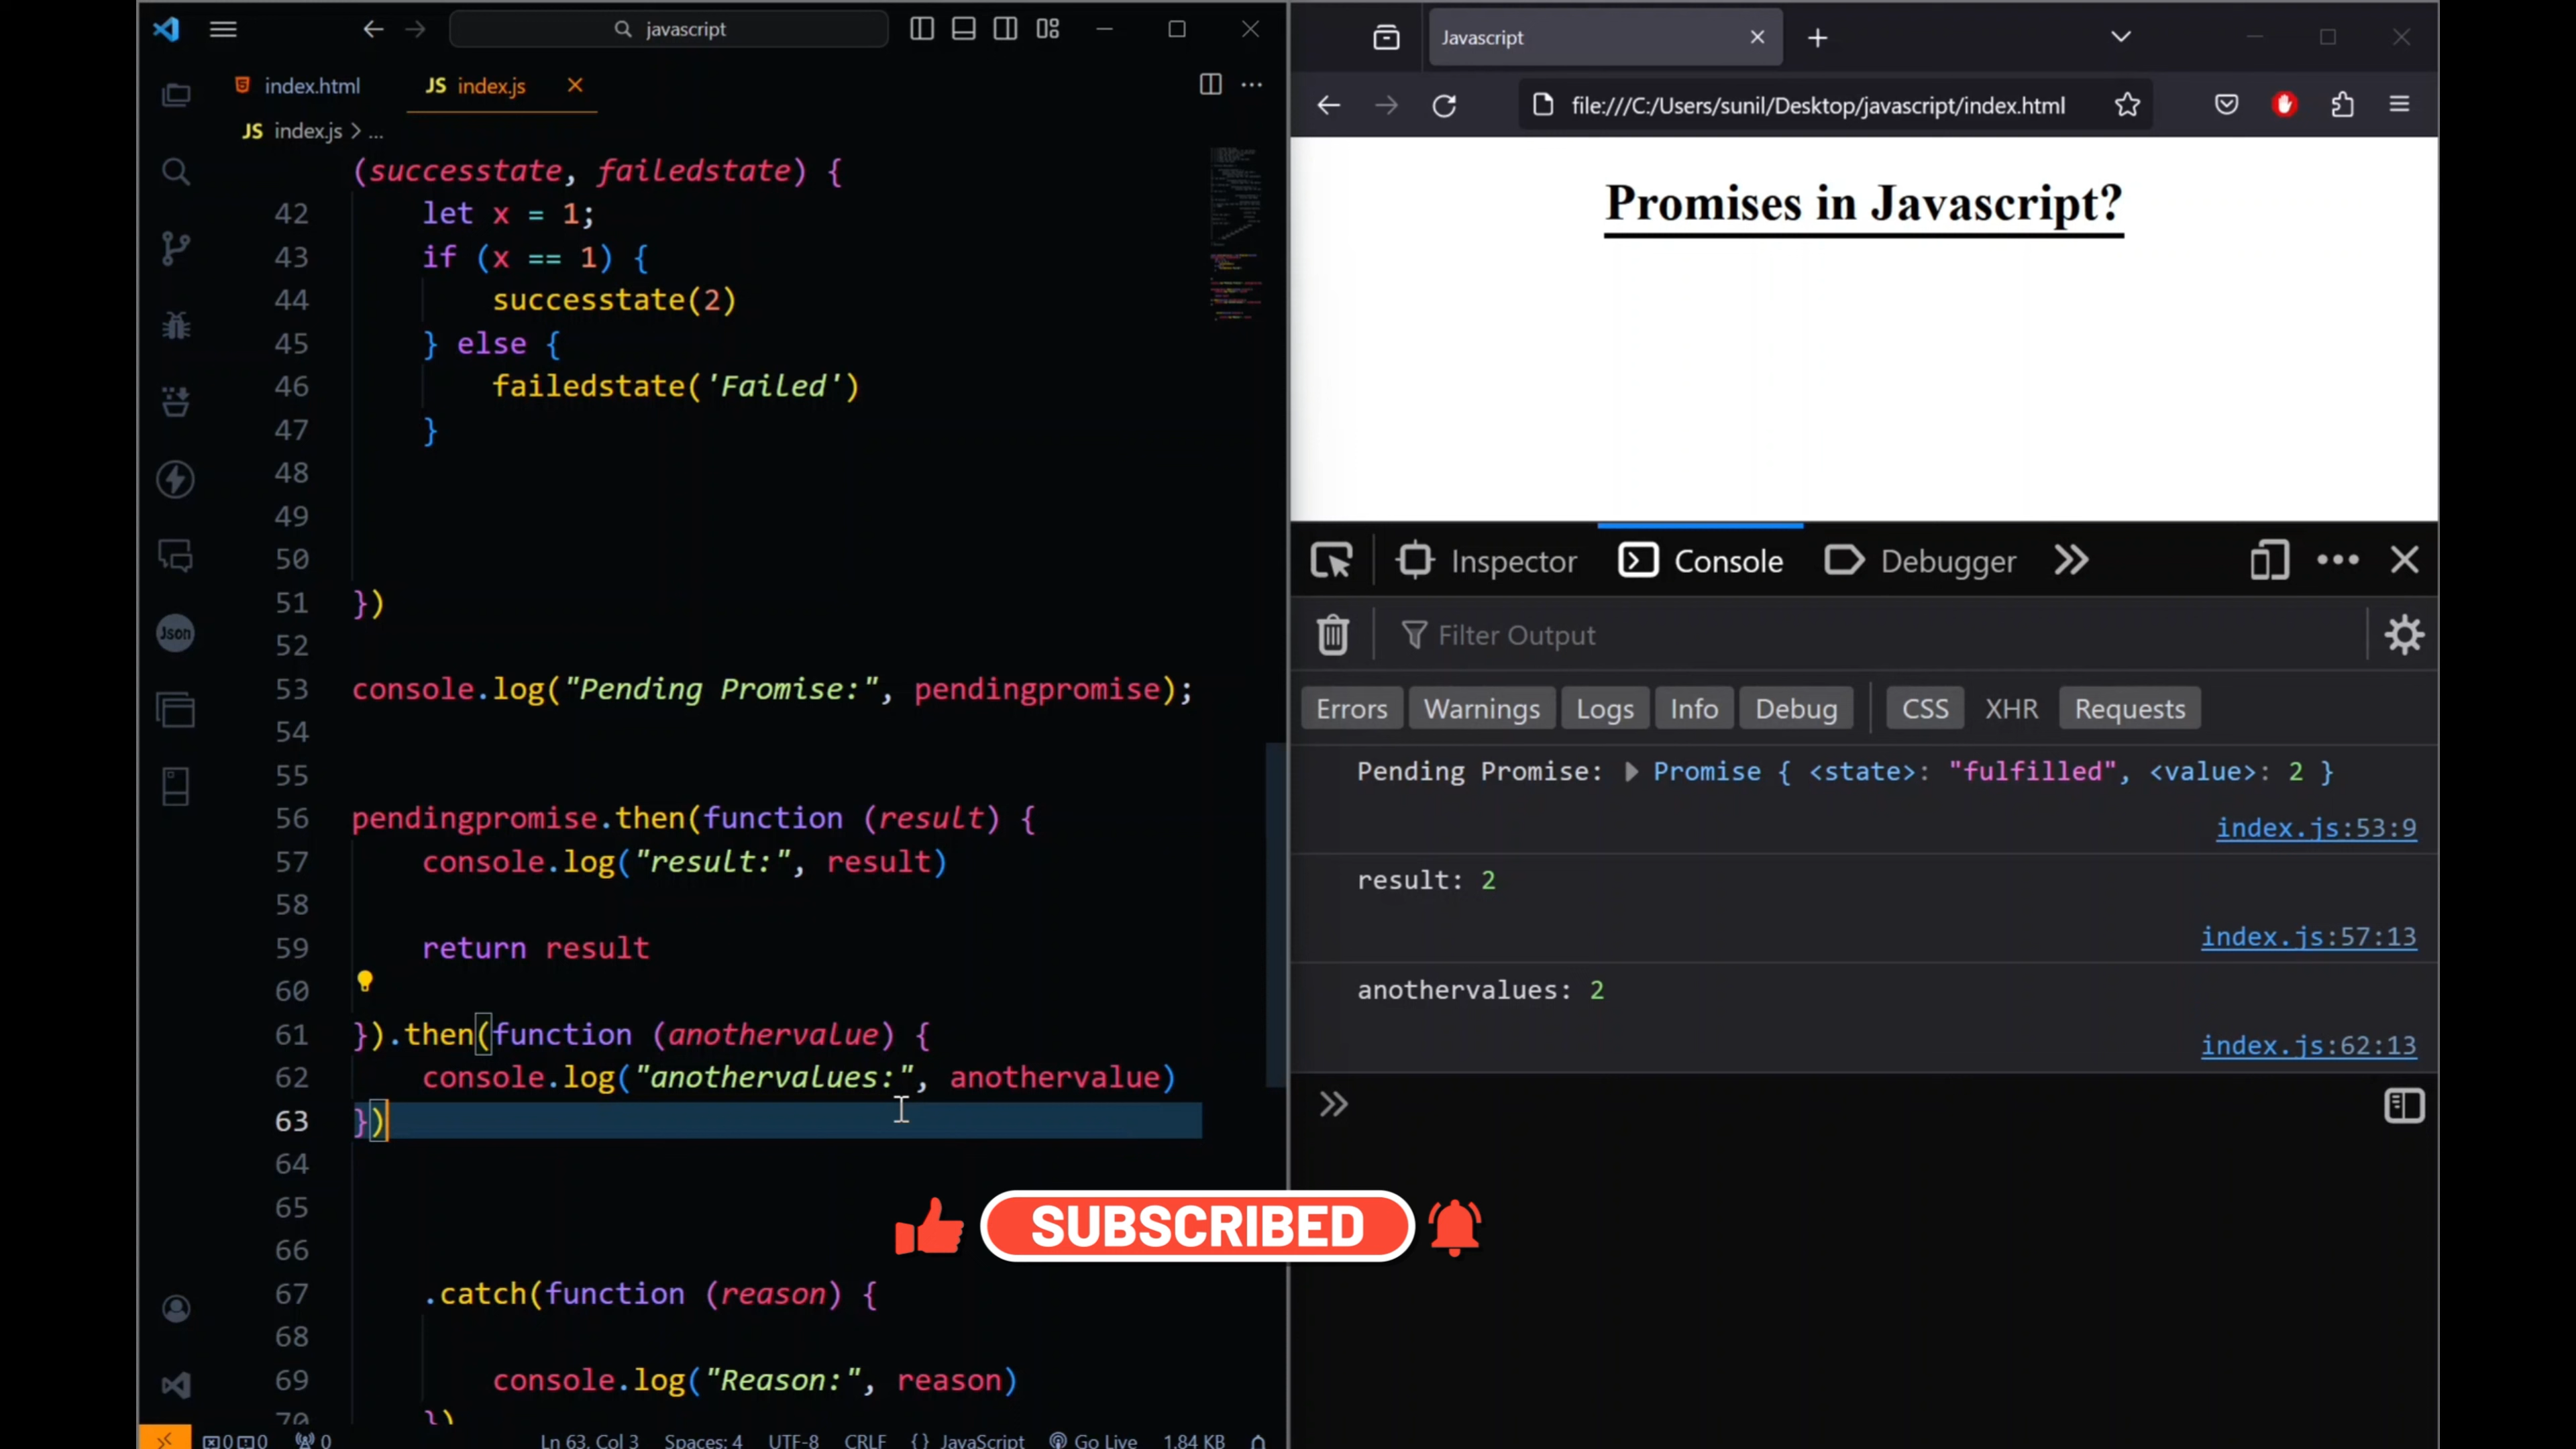 javascript
index.html
JS index.js
JS index.js > ...
(successtate, failedstate) {
42 let x = 1;
43 if (x == 1) {
44 successtate(2)
45 } else {
46 failedstate('Failed')
47 }
48
49
50
51 })
52
53 console.log("Pending Promise:", pendingpromise);
54
55
56 pendingpromise.then(function (result) {
57 console.log("result:", result)
58
59 return result
60
61 }).then(function (anothervalue) {
62 console.log("anothervalues:", anothervalue)
63 })
64
65
66
67 .catch(function (reason) {
68
69 console.log("Reason:", reason)
70 })
Json
0 0 0 Ln 63, Col 3 Spaces: 4 UTF-8 CRLF {} JavaScript Go Live 1.84 KB
Javascript
file:///C:/Users/sunil/Desktop/javascript/index.html
Promises in Javascript?
Inspector Console Debugger
Filter Output
Errors Warnings Logs Info Debug CSS XHR Requests
Pending Promise: Promise { <state>: "fulfilled", <value>: 2 }
index.js:53:9
result: 2
index.js:57:13
anothervalues: 2
index.js:62:13
SUBSCRIBED